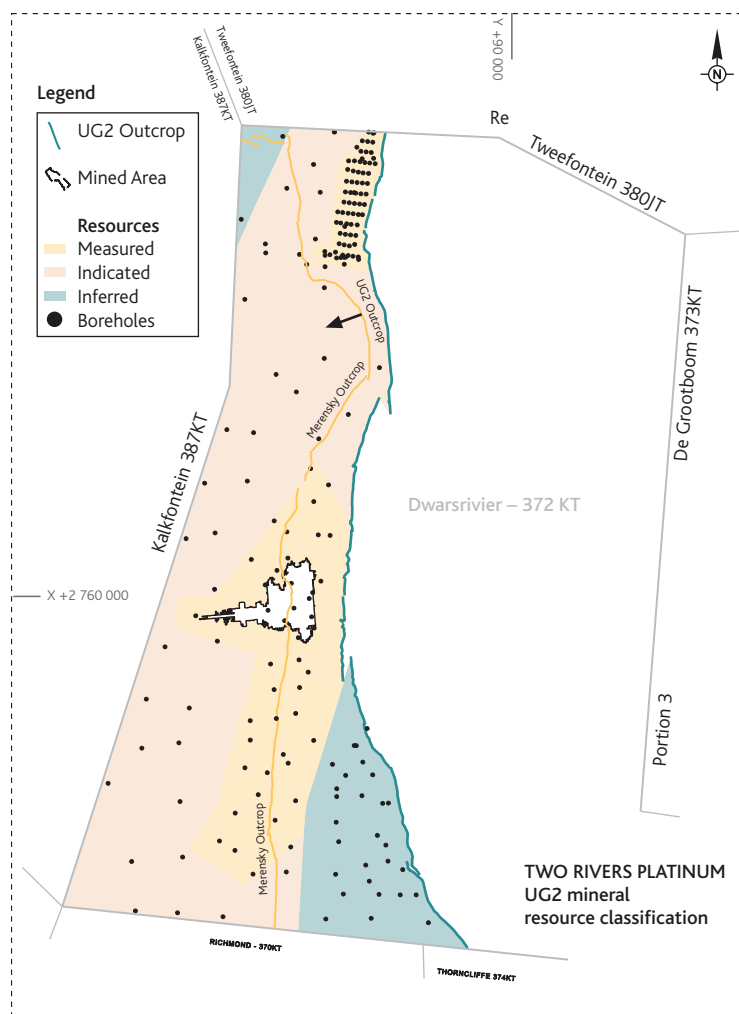 Y +90 000
Tweefontein 380JT
Kalkfontein 387KT
N
Legend
UG2 Outcrop
Mined Area
Resources
Measured
Indicated
Inferred
Boreholes
Re
Tweefontein 380JT
UG2 Outcrop
De Grootboom 373KT
Merensky Outcrop
Kalkfontein 387KT
Dwarsrivier – 372 KT
X +2 760 000
Portion 3
Merensky Outcrop
TWO RIVERS PLATINUM
UG2 mineral
resource classification
RICHMOND - 370KT
THORNCLIFFE 374KT